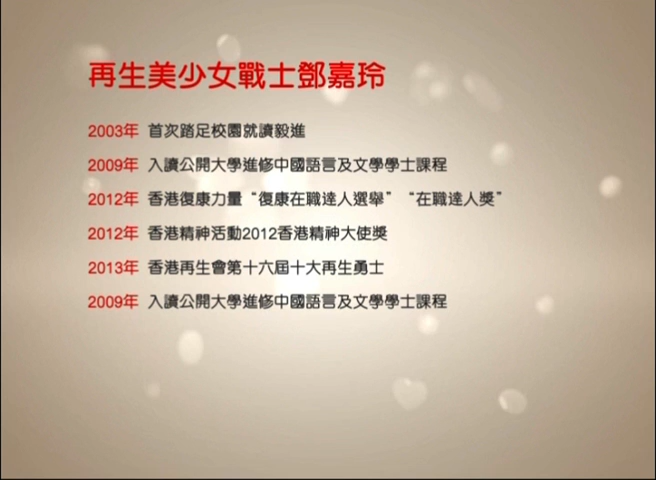 再生美少女戰士鄧嘉玲
2003年 首次踏足校園就讀毅進
2009年 入讀公開大學進修中國語言及文學學士課程
2012年 香港復康力量“復康在職達人選舉”“在職達人獎”
2012年 香港精神活動2012香港精神大使獎
2013年 香港再生會第十六屆十大再生勇士
2009年 入讀公開大學進修中國語言及文學學士課程